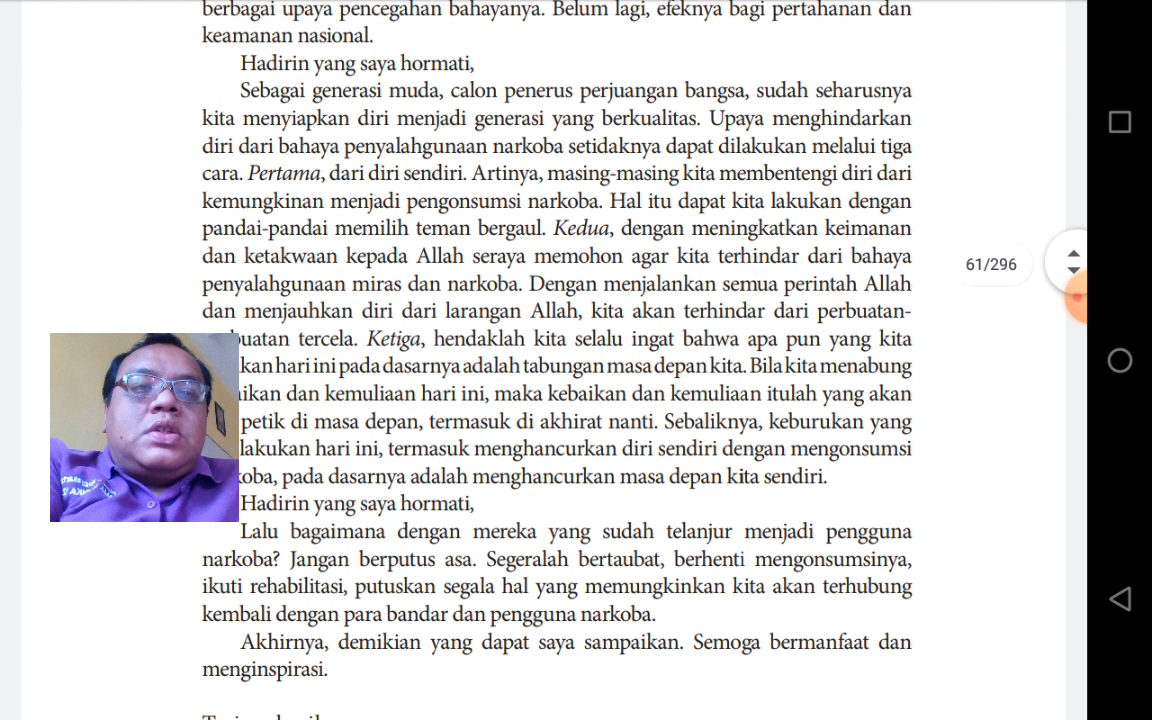 berbagai upaya pencegahan bahayanya. Belum lagi, efeknya bagi pertahanan dan
keamanan nasional.
Hadirin yang saya hormati,
Sebagai generasi muda, calon penerus perjuangan bangsa, sudah seharusnya
kita menyiapkan diri menjadi generasi yang berkualitas. Upaya menghindarkan
diri dari bahaya penyalahgunaan narkoba setidaknya dapat dilakukan melalui tiga
cara. Pertama, dari diri sendiri. Artinya, masing-masing kita membentengi diri dari
kemungkinan menjadi pengonsumsi narkoba. Hal itu dapat kita lakukan dengan
pandai-pandai memilih teman bergaul. Kedua, dengan meningkatkan keimanan
dan ketakwaan kepada Allah seraya memohon agar kita terhindar dari bahaya
penyalahgunaan miras dan narkoba. Dengan menjalankan semua perintah Allah
dan menjauhkan diri dari larangan Allah, kita akan terhindar dari perbuatan-
buatan tercela. Ketiga, hendaklah kita selalu ingat bahwa apa pun yang kita
kan hari ini pada dasarnya adalah tabungan masa depan kita. Bila kita menabung
ikan dan kemuliaan hari ini, maka kebaikan dan kemuliaan itulah yang akan
petik di masa depan, termasuk di akhirat nanti. Sebaliknya, keburukan yang
lakukan hari ini, termasuk menghancurkan diri sendiri dengan mengonsumsi
oba, pada dasarnya adalah menghancurkan masa depan kita sendiri.
Hadirin yang saya hormati,
Lalu bagaimana dengan mereka yang sudah telanjur menjadi pengguna
narkoba? Jangan berputus asa. Segeralah bertaubat, berhenti mengonsumsinya,
ikuti rehabilitasi, putuskan segala hal yang memungkinkan kita akan terhubung
kembali dengan para bandar dan pengguna narkoba.
Akhirnya, demikian yang dapat saya sampaikan. Semoga bermanfaat dan
menginspirasi.
61/296